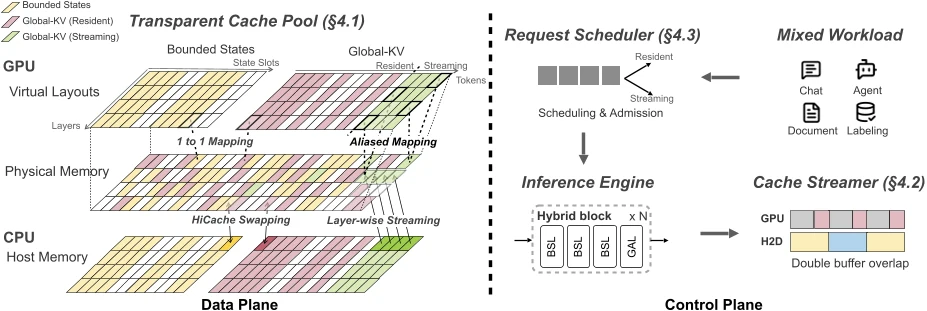 Bounded States
Global-KV (Resident)
Global-KV (Streaming)
Transparent Cache Pool (§4.1)
Bounded States
State Slots
Global-KV
Resident
Streaming
Tokens
GPU
Virtual Layouts
Layers
1 to 1 Mapping
Aliased Mapping
Physical Memory
HiCache Swapping
Layer-wise Streaming
CPU
Host Memory
Data Plane
Request Scheduler (§4.3)
Resident
Streaming
Scheduling & Admission
Mixed Workload
Chat
Agent
Document
Labeling
Inference Engine
Hybrid block
x N
BSL
BSL
BSL
GAL
Cache Streamer (§4.2)
GPU
H2D
Double buffer overlap
Control Plane